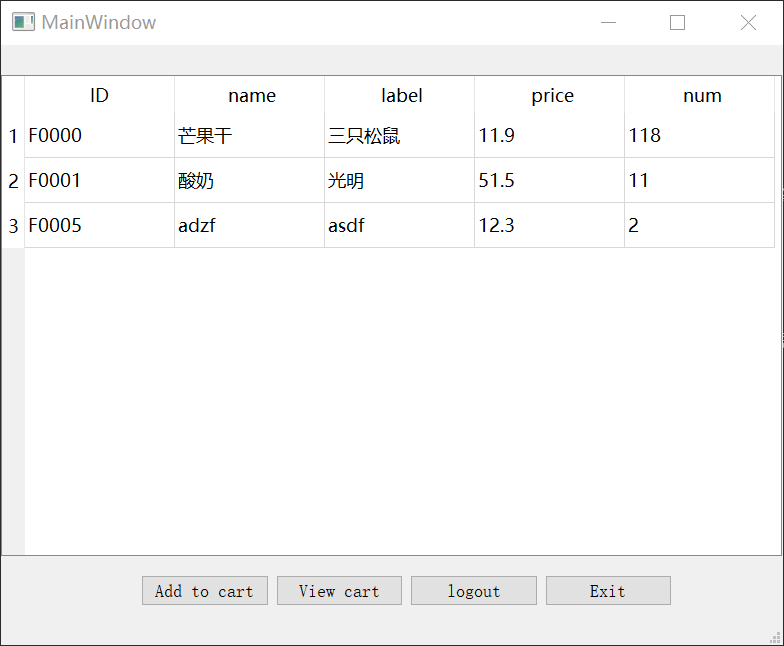 MainWindow
ID name label price num
1 F0000 芒果干 三只松鼠 11.9 118
2 F0001 酸奶 光明 51.5 11
3 F0005 adzf asdf 12.3 2
Add to cart View cart logout Exit